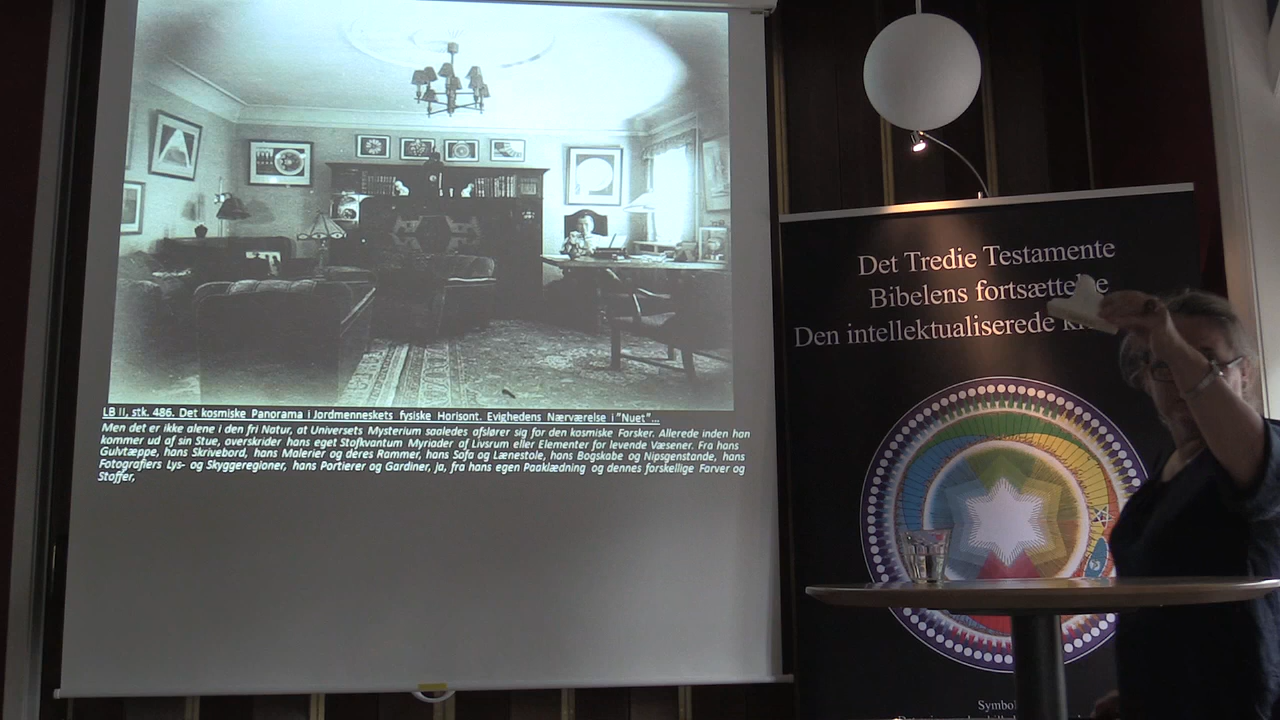 LB II, stk. 486. Det kosmiske Panorama i Jordmenneskets fysiske Horisont. Evighedens Nærværelse i "Nuet"...
Men det er ikke alene i den fri Natur, at Universets Mysterium saaledes afslører sig for den kosmiske Forsker. Allerede inden han
kommer ud af sin Stue, overskrider hans eget Stofkvantum Myriader af Livsrum eller Elementer for levende Væsener. Fra hans
Gulvtæppe, hans Skrivebord, hans Malerier og deres Rammer, hans Sofa og Lænestole, hans Bogskabe og Nipsgenstande, hans
Fotografiers Lys- og Skyggeregioner, hans Portierer og Gardiner, ja, fra hans egen Paaklædning og dennes forskellige Farver og
Stoffer,
Det Tredie Testamente
Bibelens fortsættelse
Den intellektualiserede
Symbol